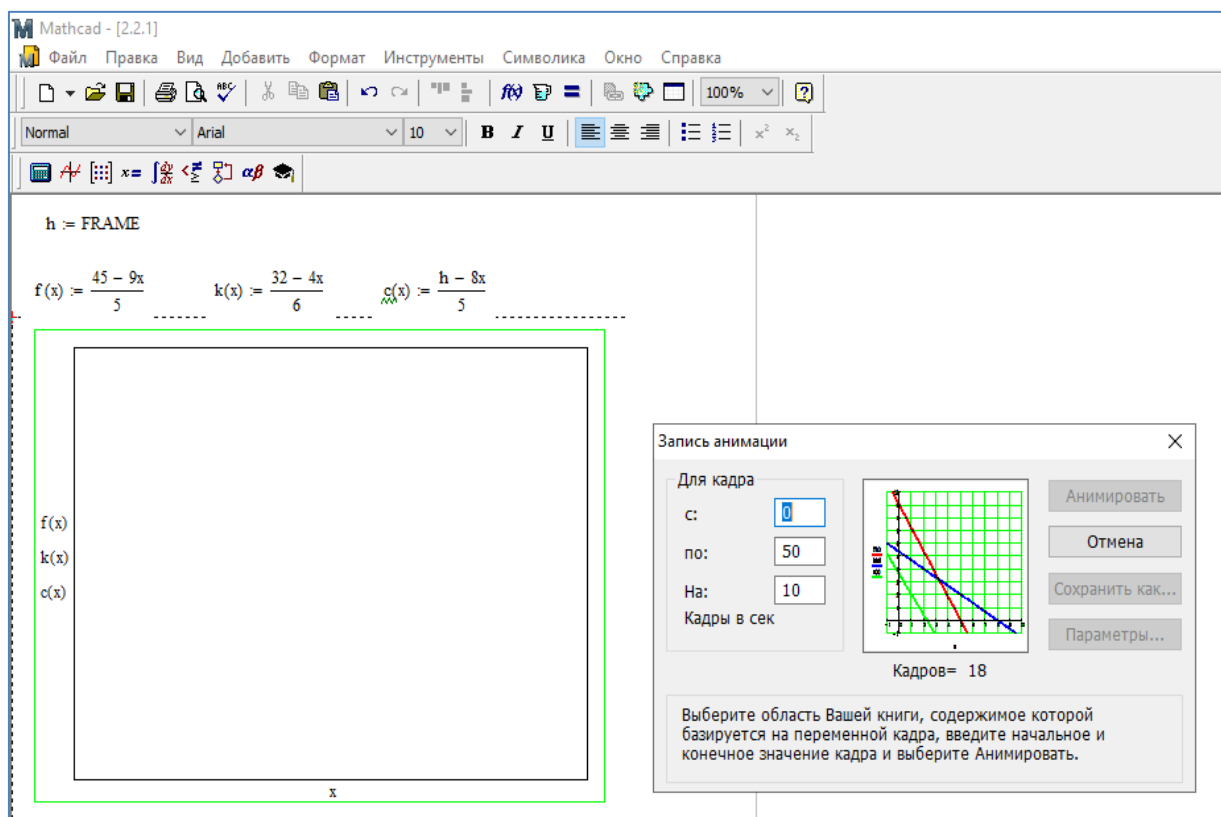 Mathcad - [2.2.1]
Файл Правка Вид Добавить Формат Инструменты Символика Окно Справка
f(x) = 100%
Normal Arial 10 B I U x² x₂
x= αβ
h := FRAME
f(x) := (45 − 9x)/5 k(x) := (32 − 4x)/6 c(x) := (h − 8x)/5
f(x)
k(x)
c(x)
x
Запись анимации
Для кадра
с: 0
по: 50
На: 10
Кадры в сек
Кадров= 18
Анимировать
Отмена
Сохранить как...
Параметры...
Выберите область Вашей книги, содержимое которой
базируется на переменной кадра, введите начальное и
конечное значение кадра и выберите Анимировать.